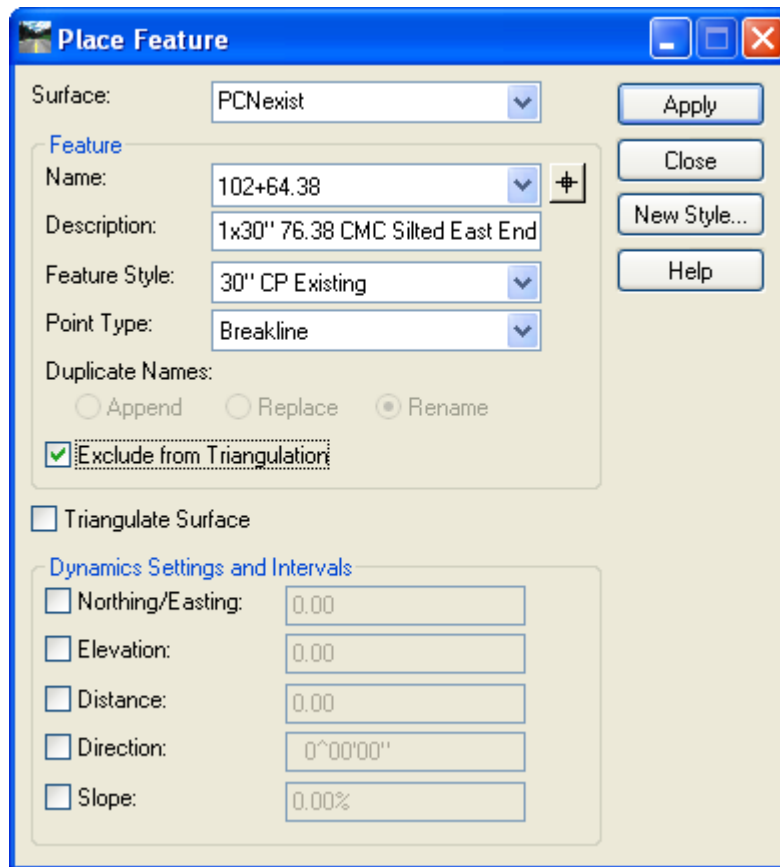 Place Feature
Surface: PCNexist Apply
Feature
Name: 102+64.38 Close
Description: 1x30" 76.38 CMC Silted East End New Style...
Feature Style: 30" CP Existing Help
Point Type: Breakline
Duplicate Names:
Append Replace Rename
Exclude from Triangulation
Triangulate Surface
Dynamics Settings and Intervals
Northing/Easting: 0.00
Elevation: 0.00
Distance: 0.00
Direction: 0^00'00"
Slope: 0.00%